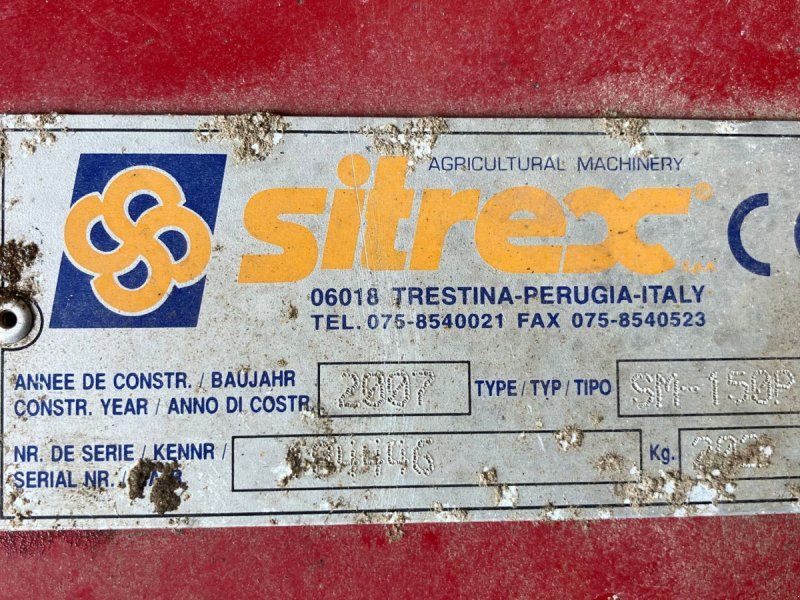 AGRICULTURAL MACHINERY
sitrex® s.p.a.
06018 TRESTINA-PERUGIA-ITALY
TEL. 075-8540021 FAX 075-8540523
ANNEE DE CONSTR. / BAUJAHR
CONSTR. YEAR / ANNO DI COSTR.
2007
TYPE / TYP / TIPO
SM-150P
NR. DE SERIE / KENNR /
SERIAL NR. /
Kg.